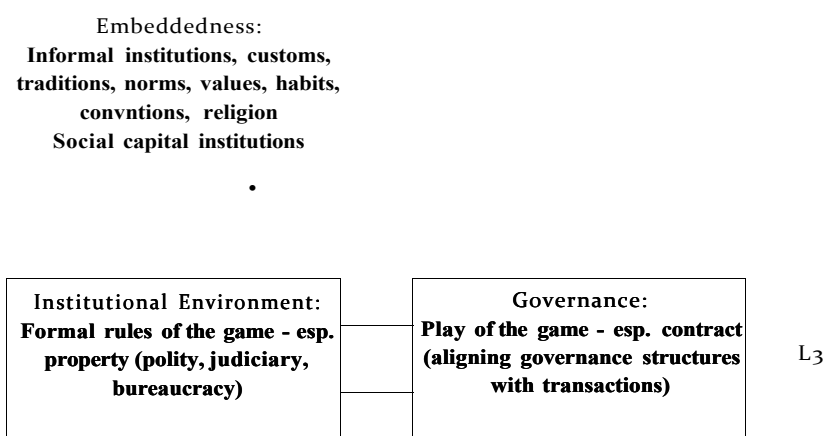 Embeddedness:
Informal institutions, customs,
traditions, norms, values, habits,
convntions, religion
Social capital institutions
•
Institutional Environment:
Formal rules of the game - esp.
property (polity, judiciary,
bureaucracy)
Governance:
Play of the game - esp. contract
(aligning governance structures
with transactions)
L3